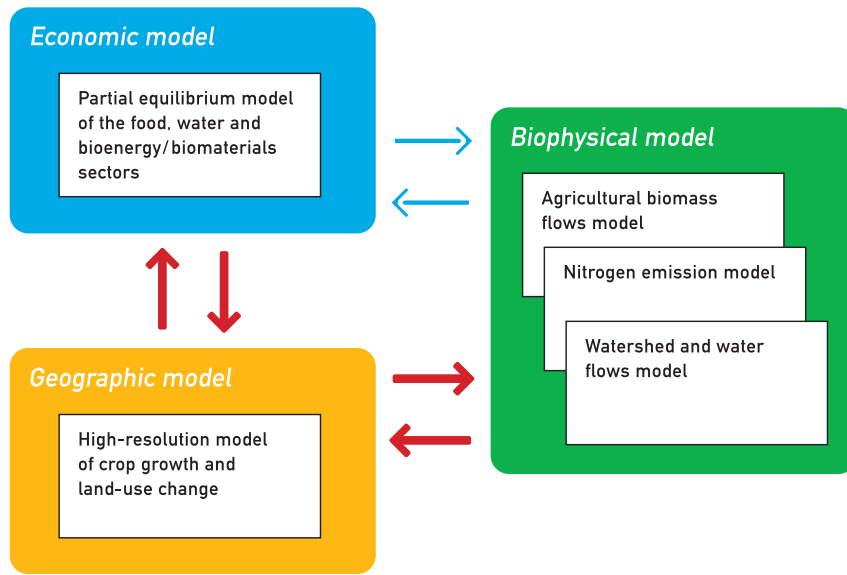 Economic model
Partial equilibrium model
of the food, water and
bioenergy/biomaterials
sectors
Biophysical model
Agricultural biomass
flows model
Nitrogen emission model
Watershed and water
flows model
Geographic model
High-resolution model
of crop growth and
land-use change